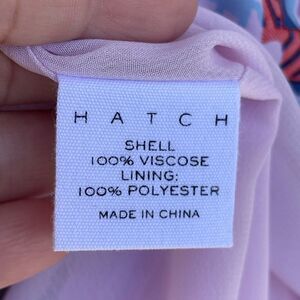 HATCH
SHELL
100% VISCOSE
LINING:
100% POLYESTER
MADE IN CHINA